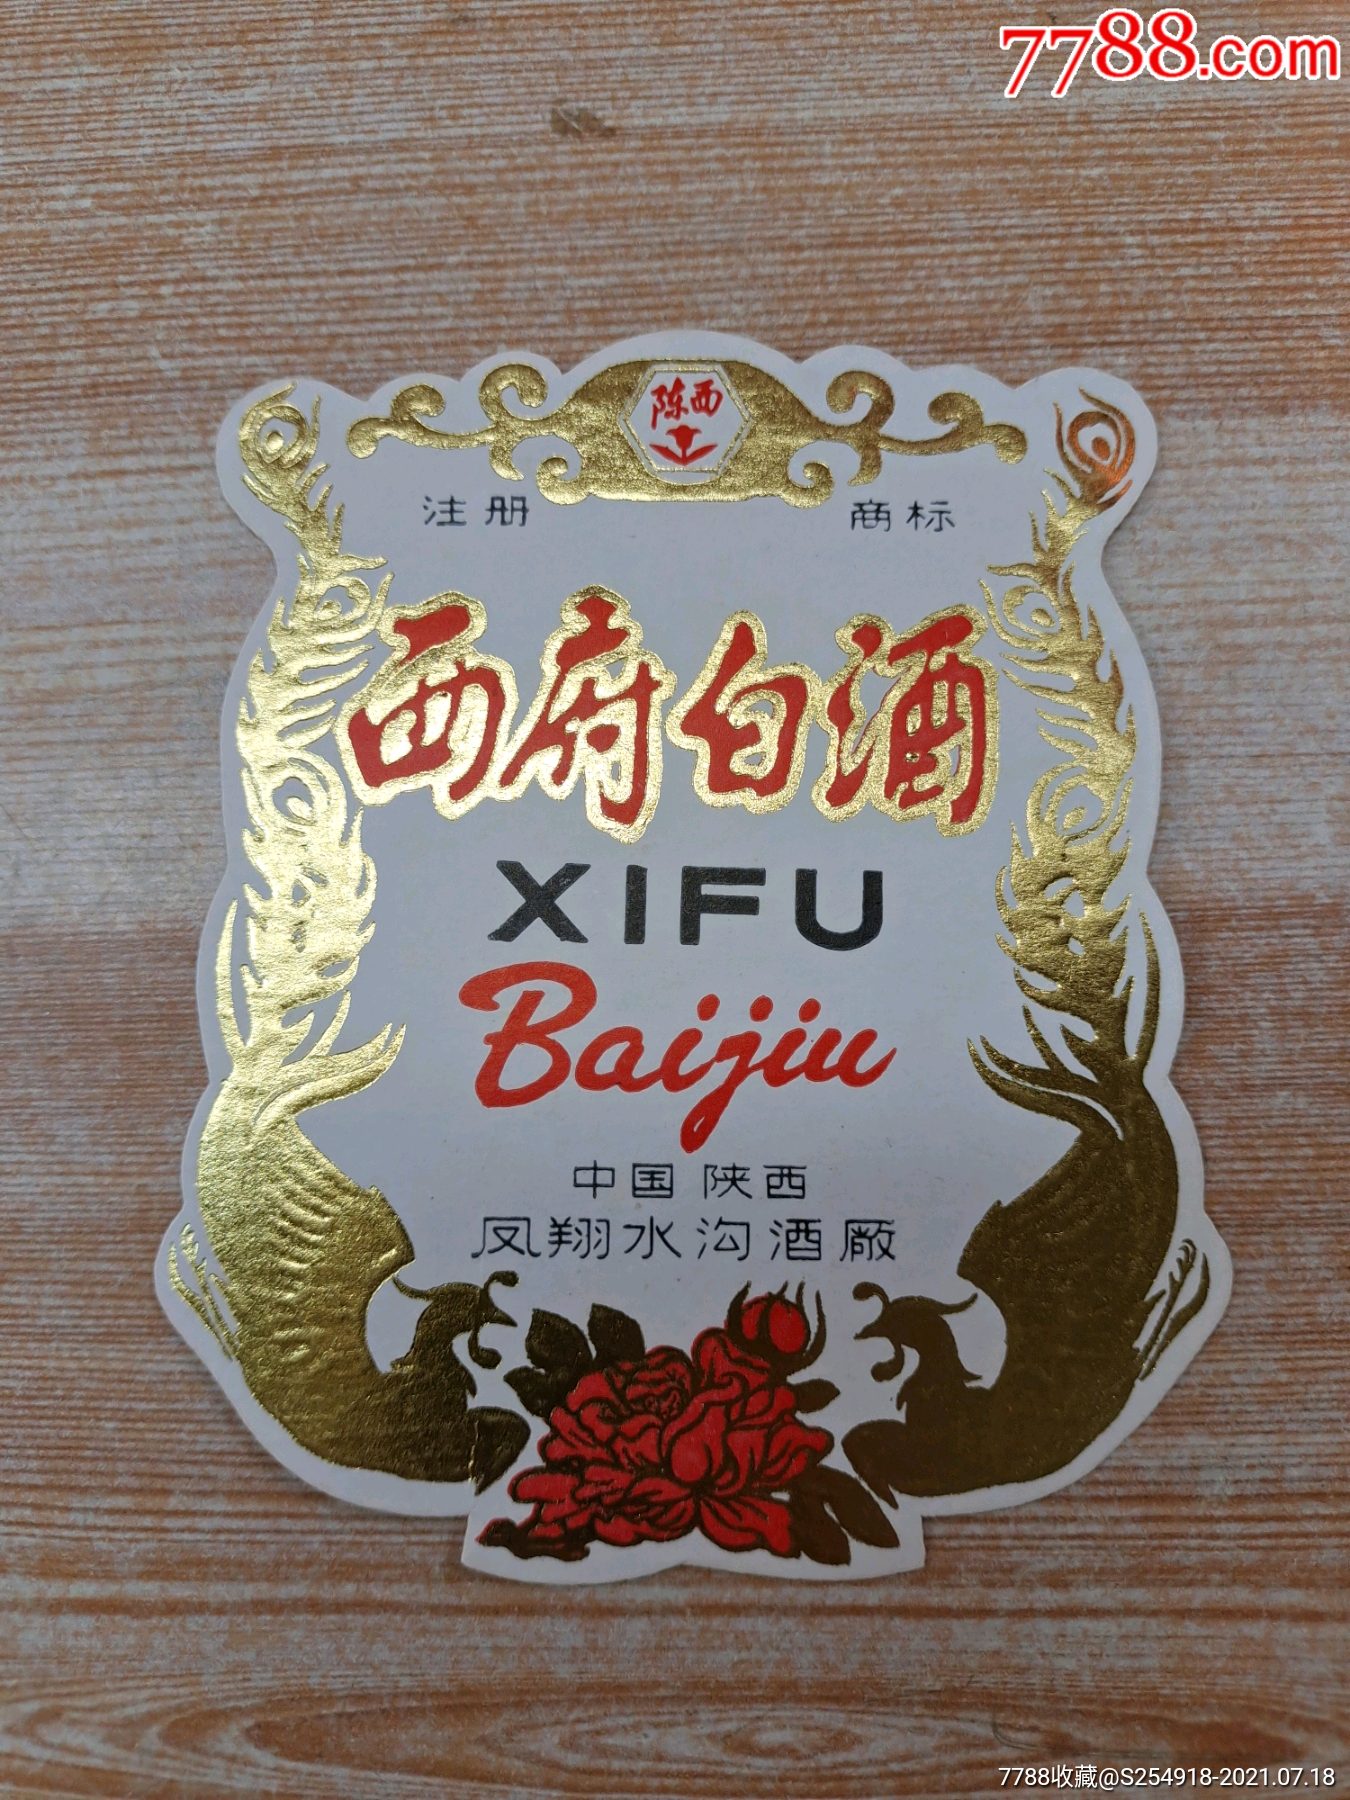 7788.com
陈西
注册 商标
西府白酒
XIFU
Baijiu
中国陕西
凤翔水沟酒厰
7788收藏@S254918-2021.07.18